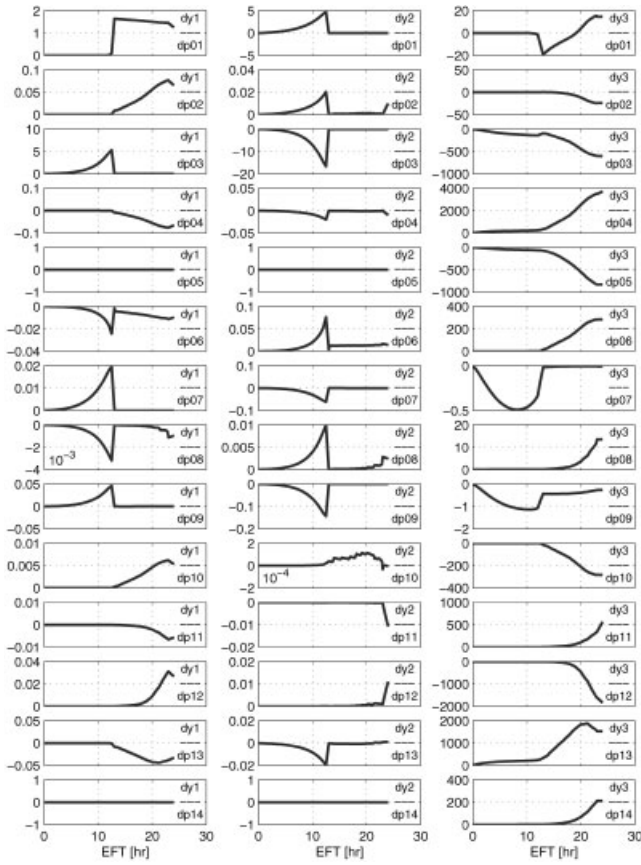 2 dy1 5 dy2 20 dy3
1 0 0
0 dp01 −5 dp01 −20 dp01
0.1 dy1 0.04 dy2 50 dy3
0.05 0.02 0
0 dp02 0 dp02 −50 dp02
10 dy1 0 dy2 0 dy3
5 −10 −500
0 dp03 −20 dp03 −1000 dp03
0.1 dy1 0.05 dy2 4000 dy3
0 0 2000
−0.1 dp04 −0.05 dp04 0 dp04
1 dy1 1 dy2 0 dy3
0 0 −500
−1 dp05 −1 dp05 −1000 dp05
0 dy1 0.1 dy2 400 dy3
−0.02 0.05 200
−0.04 dp06 0 dp06 0 dp06
0.02 dy1 0.1 dy2 0 dy3
0.01 0
0 dp07 −0.1 dp07 −0.5 dp07
0 dy1 0.01 dy2 20 dy3
−2 0.005 10
−4 10⁻³ dp08 0 dp08 0 dp08
0.05 dy1 0 dy2 0 dy3
0 −0.1 −1
−0.05 dp09 −0.2 dp09 −2 dp09
0.01 dy1 2 dy2 0 dy3
0.005 0 −200
0 dp10 −2 10⁻⁴ dp10 −400 dp10
0.01 dy1 0 dy2 1000 dy3
0 −0.01 500
−0.01 dp11 −0.02 dp11 0 dp11
0.04 dy1 0.02 dy2 0 dy3
0.02 0.01 −1000
0 dp12 0 dp12 −2000 dp12
0.05 dy1 0.02 dy2 2000 dy3
0 0 1000
−0.05 dp13 −0.02 dp13 0 dp13
1 dy1 1 dy2 400 dy3
0 0 200
−1 dp14 −1 dp14 0 dp14
0 10 20 30 0 10 20 30 0 10 20 30
EFT [hr] EFT [hr] EFT [hr]